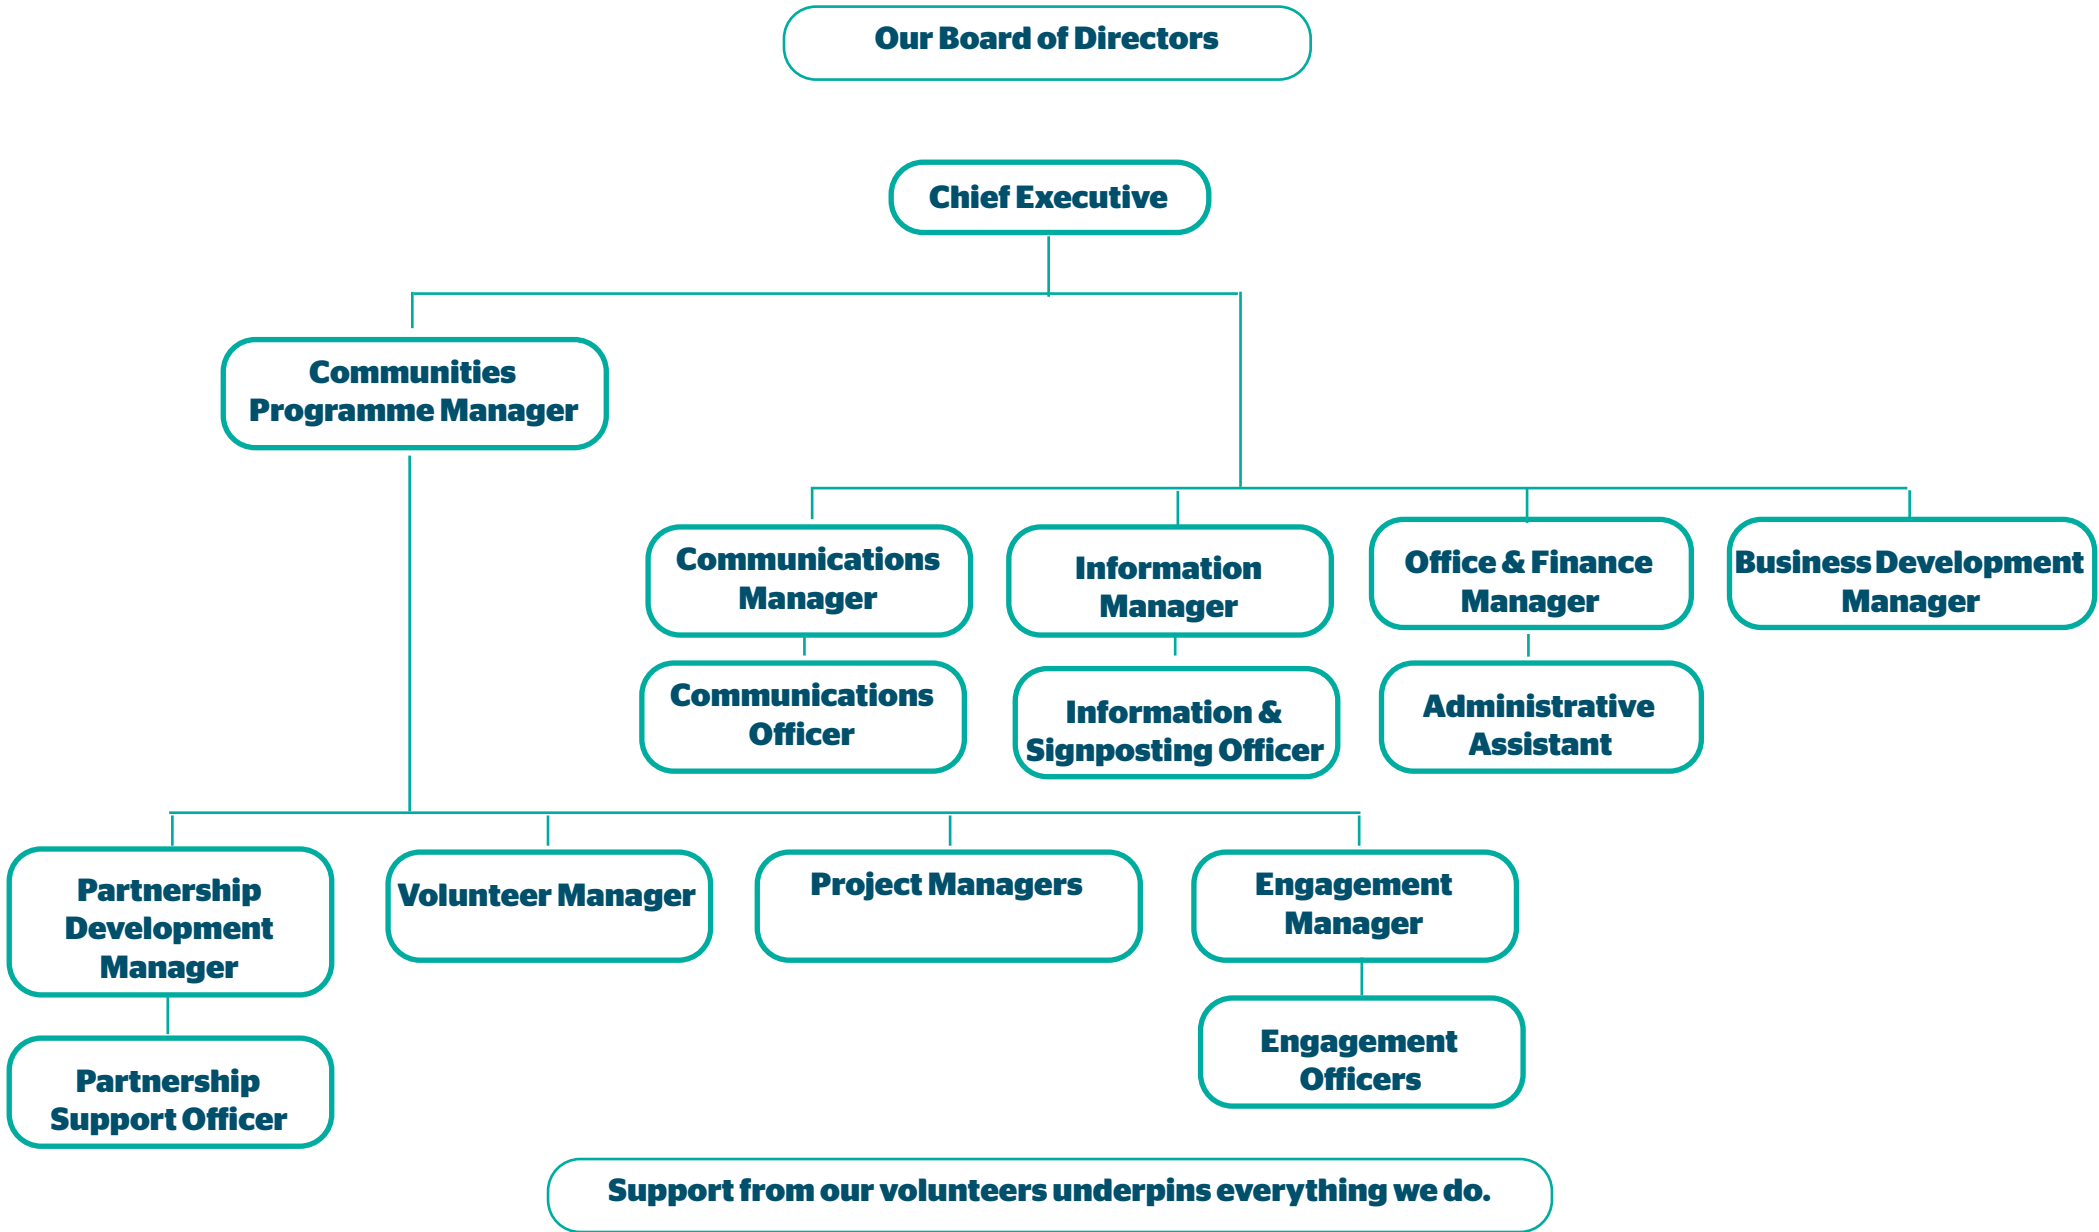 Our Board of Directors
Chief Executive
Communities
Programme Manager
Communications
Manager
Information
Manager
Office & Finance
Manager
Business Development
Manager
Communications
Officer
Information &
Signposting Officer
Administrative
Assistant
Partnership
Development
Manager
Volunteer Manager
Project Managers
Engagement
Manager
Partnership
Support Officer
Engagement
Officers
Support from our volunteers underpins everything we do.